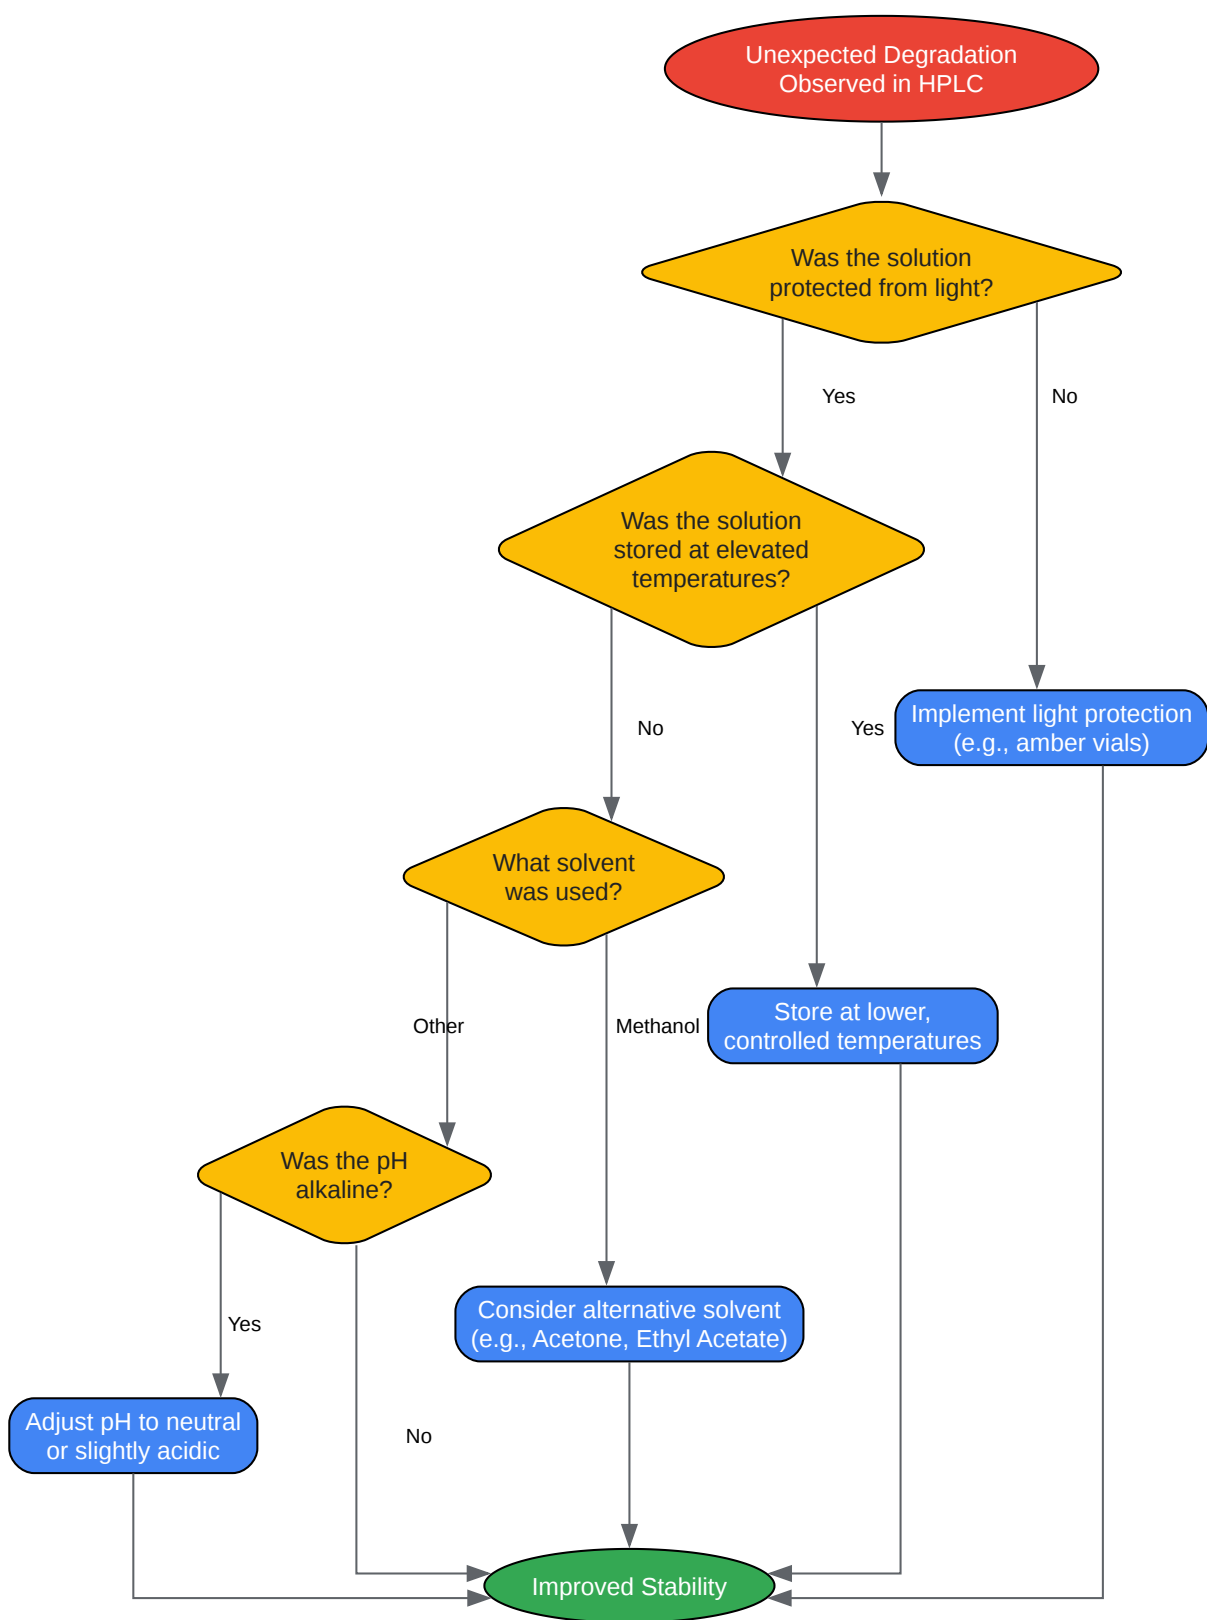 Unexpected Degradation
Observed in HPLC
Was the solution
protected from light?
Yes
No
Was the solution
stored at elevated
temperatures?
No
Yes
Implement light protection
(e.g., amber vials)
What solvent
was used?
Other
Methanol
Store at lower,
controlled temperatures
Was the pH
alkaline?
Yes
Consider alternative solvent
(e.g., Acetone, Ethyl Acetate)
Adjust pH to neutral
or slightly acidic
No
Improved Stability